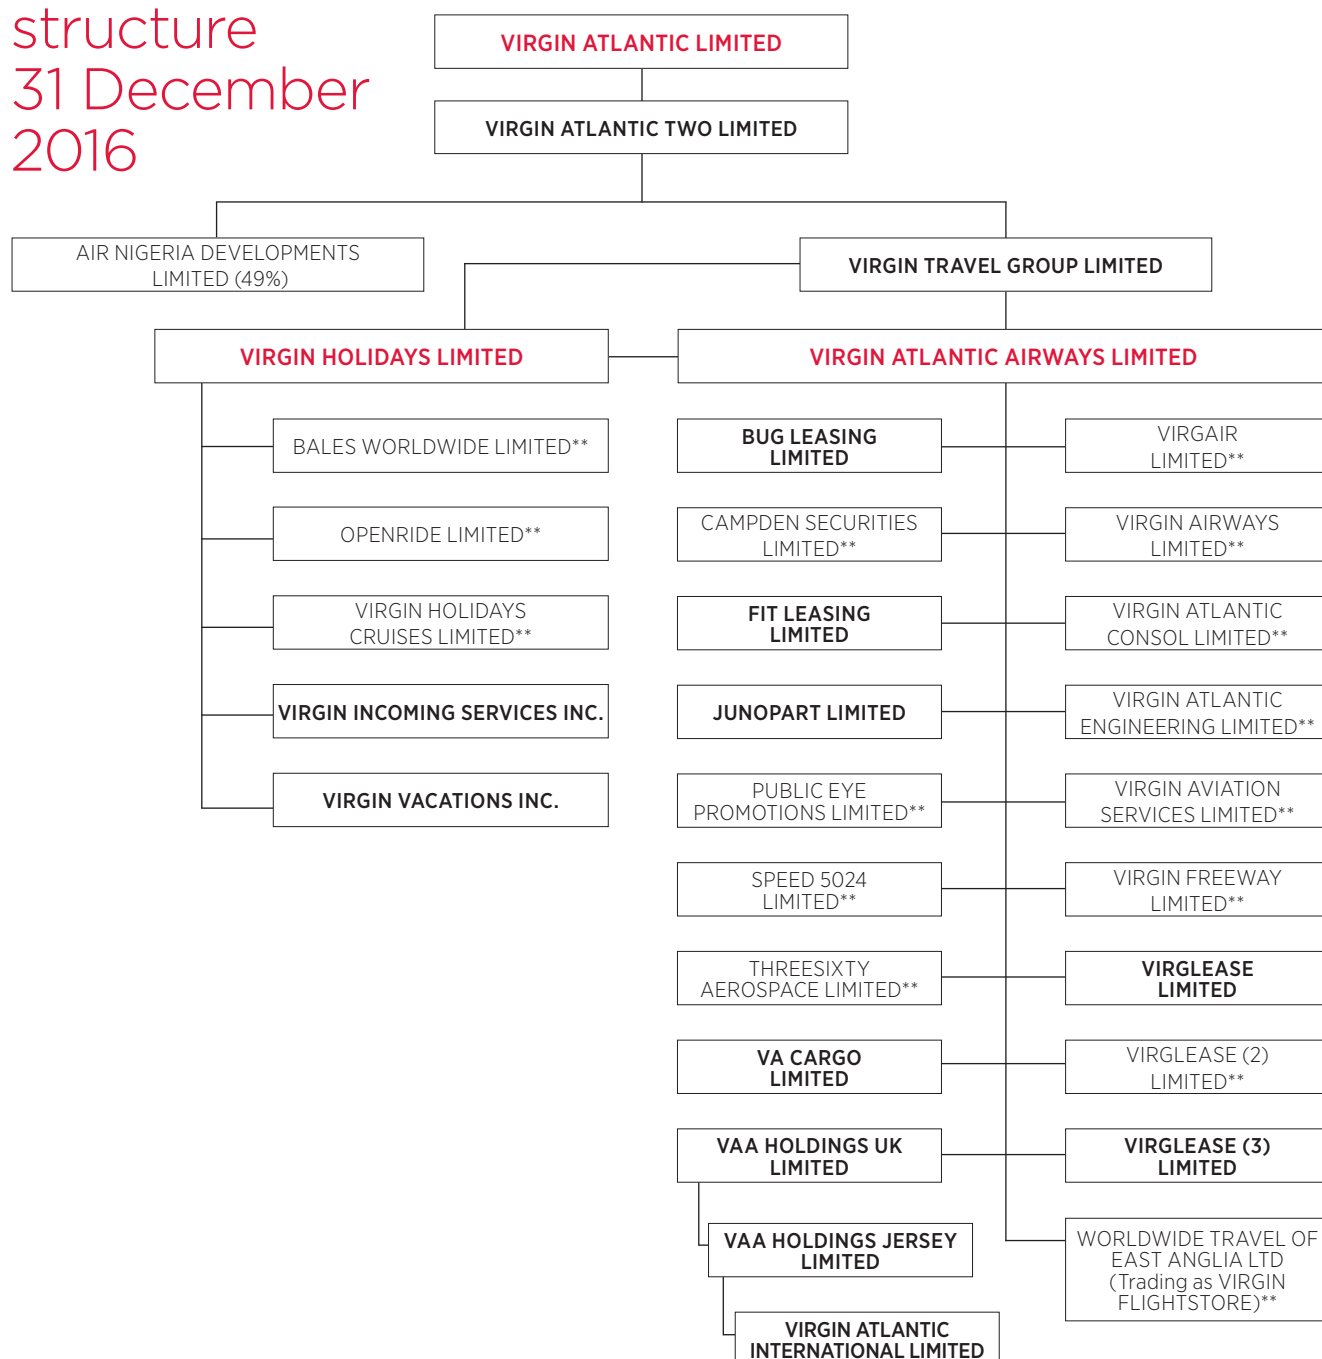 structure
31 December
2016
VIRGIN ATLANTIC LIMITED
VIRGIN ATLANTIC TWO LIMITED
AIR NIGERIA DEVELOPMENTS
LIMITED (49%)
VIRGIN TRAVEL GROUP LIMITED
VIRGIN HOLIDAYS LIMITED
VIRGIN ATLANTIC AIRWAYS LIMITED
BALES WORLDWIDE LIMITED**
OPENRIDE LIMITED**
VIRGIN HOLIDAYS
CRUISES LIMITED**
VIRGIN INCOMING SERVICES INC.
VIRGIN VACATIONS INC.
BUG LEASING
LIMITED
CAMPDEN SECURITIES
LIMITED**
FIT LEASING
LIMITED
JUNOPART LIMITED
PUBLIC EYE
PROMOTIONS LIMITED**
SPEED 5024
LIMITED**
THREESIXTY
AEROSPACE LIMITED**
VA CARGO
LIMITED
VAA HOLDINGS UK
LIMITED
VAA HOLDINGS JERSEY
LIMITED
VIRGIN ATLANTIC
INTERNATIONAL LIMITED
VIRGAIR
LIMITED**
VIRGIN AIRWAYS
LIMITED**
VIRGIN ATLANTIC
CONSOL LIMITED**
VIRGIN ATLANTIC
ENGINEERING LIMITED**
VIRGIN AVIATION
SERVICES LIMITED**
VIRGIN FREEWAY
LIMITED**
VIRGLEASE
LIMITED
VIRGLEASE (2)
LIMITED**
VIRGLEASE (3)
LIMITED
WORLDWIDE TRAVEL OF
EAST ANGLIA LTD
(Trading as VIRGIN
FLIGHTSTORE)**